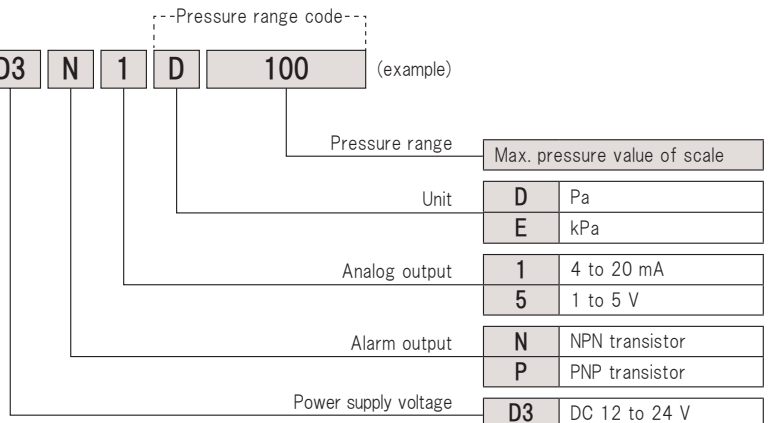 Pressure range code
D3 N 1 D 100 (example)
Pressure range Max. pressure value of scale
Unit D Pa
E kPa
Analog output 1 4 to 20 mA
5 1 to 5 V
Alarm output N NPN transistor
P PNP transistor
Power supply voltage D3 DC 12 to 24 V